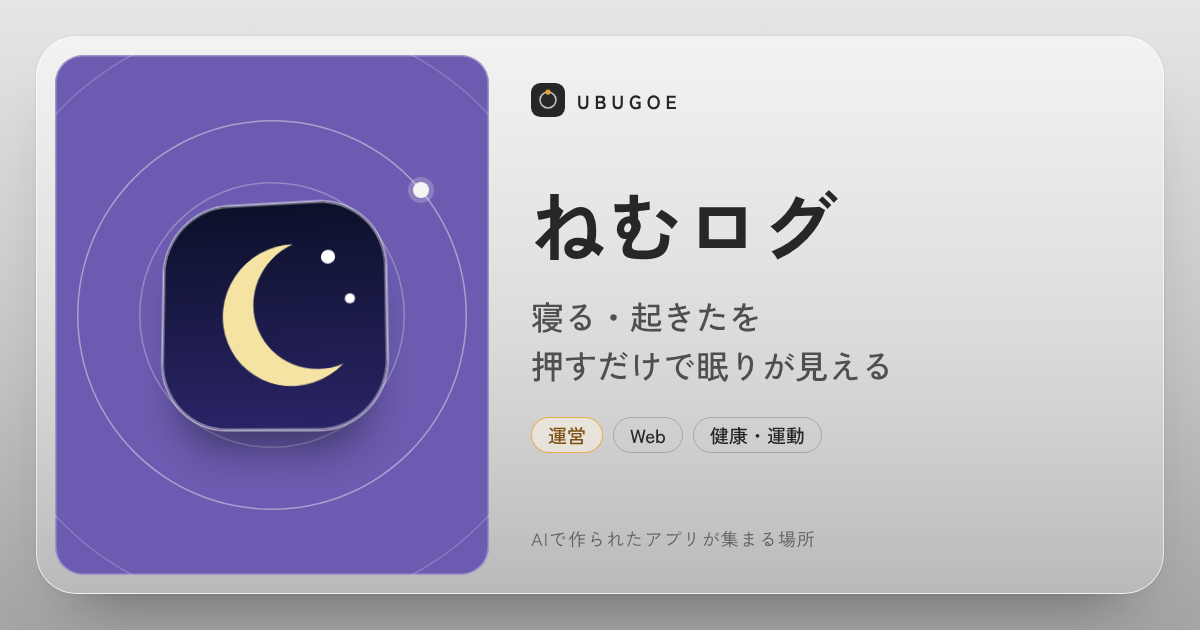 UBUGOE
ねむログ
寝る・起きたを
押すだけで眠りが見える
運営 Web 健康・運動
AIで作られたアプリが集まる場所